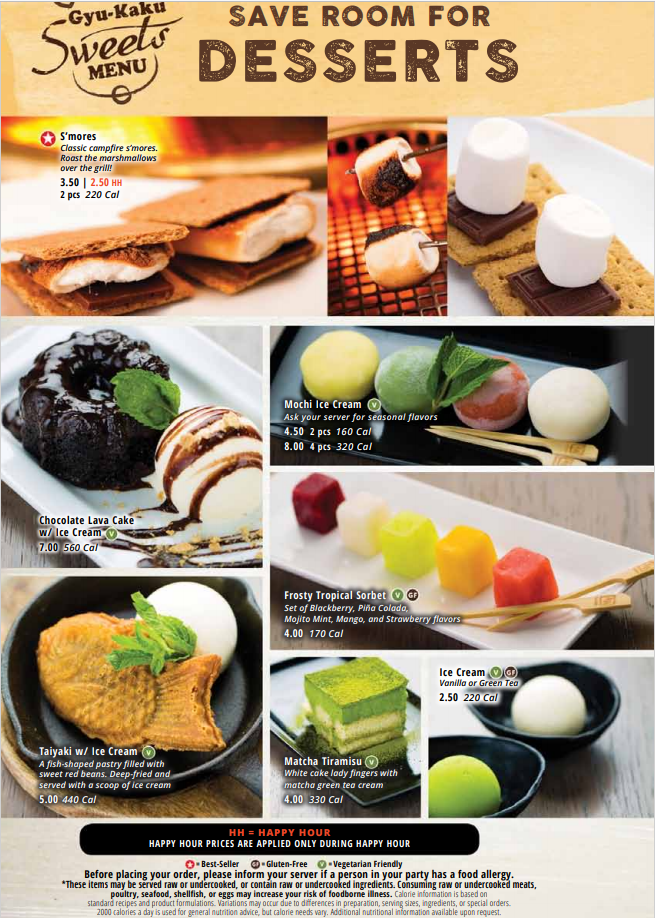 Gyu-Kaku
Sweets
MENU
SAVE ROOM FOR
DESSERTS
S'mores
Classic campfire s'mores.
Roast the marshmallows
over the grill!
3.50 | 2.50 HH
2 pcs 220 Cal
Chocolate Lava Cake
w/ Ice Cream V
7.00 560 Cal
Mochi Ice Cream V
Ask your server for seasonal flavors
4.50 2 pcs 160 Cal
8.00 4 pcs 320 Cal
Frosty Tropical Sorbet V GF
Set of Blackberry, Piña Colada,
Mojito Mint, Mango, and Strawberry flavors
4.00 170 Cal
Taiyaki w/ Ice Cream V
A fish-shaped pastry filled with
sweet red beans. Deep-fried and
served with a scoop of ice cream
5.00 440 Cal
Matcha Tiramisu V
White cake lady fingers with
matcha green tea cream
4.00 330 Cal
Ice Cream V GF
Vanilla or Green Tea
2.50 220 Cal
HH = HAPPY HOUR
HAPPY HOUR PRICES ARE APPLIED ONLY DURING HAPPY HOUR
= Best-Seller GF = Gluten-Free V = Vegetarian Friendly
Before placing your order, please inform your server if a person in your party has a food allergy.
*These items may be served raw or undercooked, or contain raw or undercooked ingredients. Consuming raw or undercooked meats,
poultry, seafood, shellfish, or eggs may increase your risk of foodborne illness. Calorie information is based on
standard recipes and product formulations. Variations may occur due to differences in preparation, serving sizes, ingredients, or special orders.
2000 calories a day is used for general nutrition advice, but calorie needs vary. Additional nutritional information available upon request.